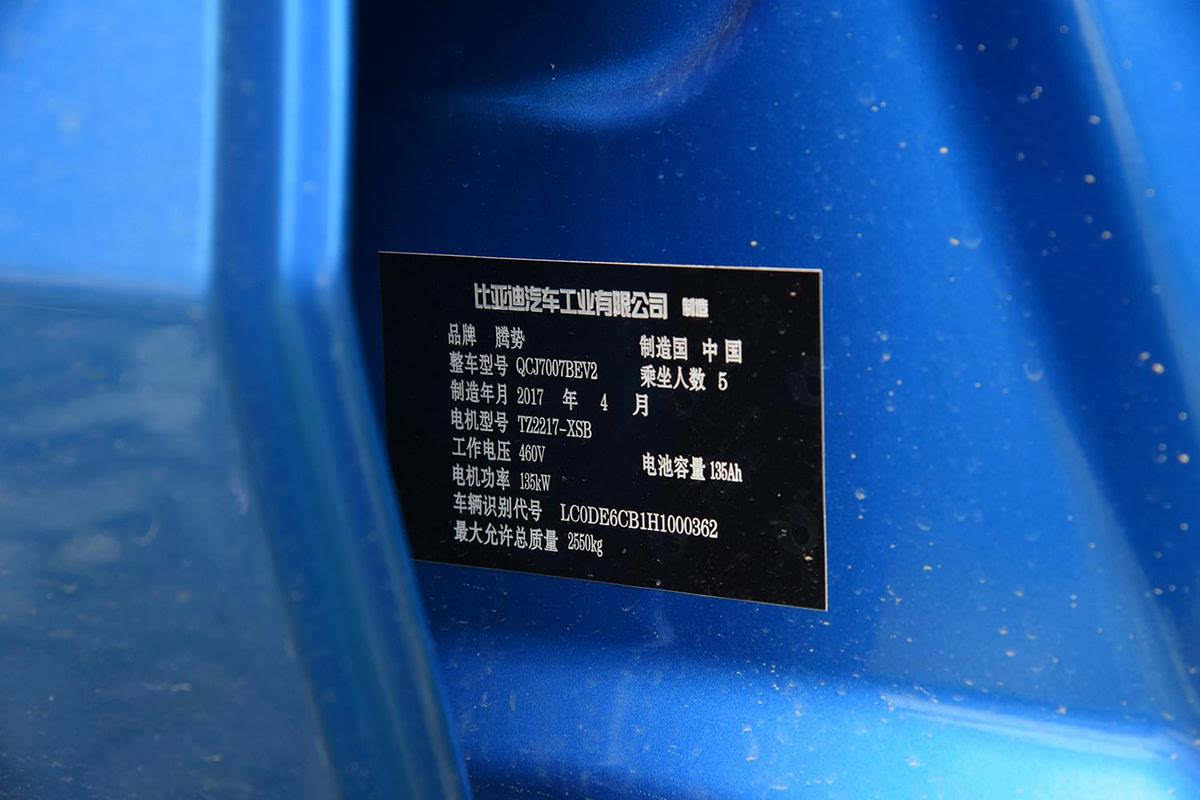 比亚迪汽车工业有限公司 制造
品牌 腾势 制造国 中国
整车型号 QCJ7007BEV2 乘坐人数 5
制造年月 2017 年 4 月
电机型号 TZ2217-XSB
工作电压 460V 电池容量 135Ah
电机功率 135kW
车辆识别代号 LC0DE6CB1H1000362
最大允许总质量 2550kg